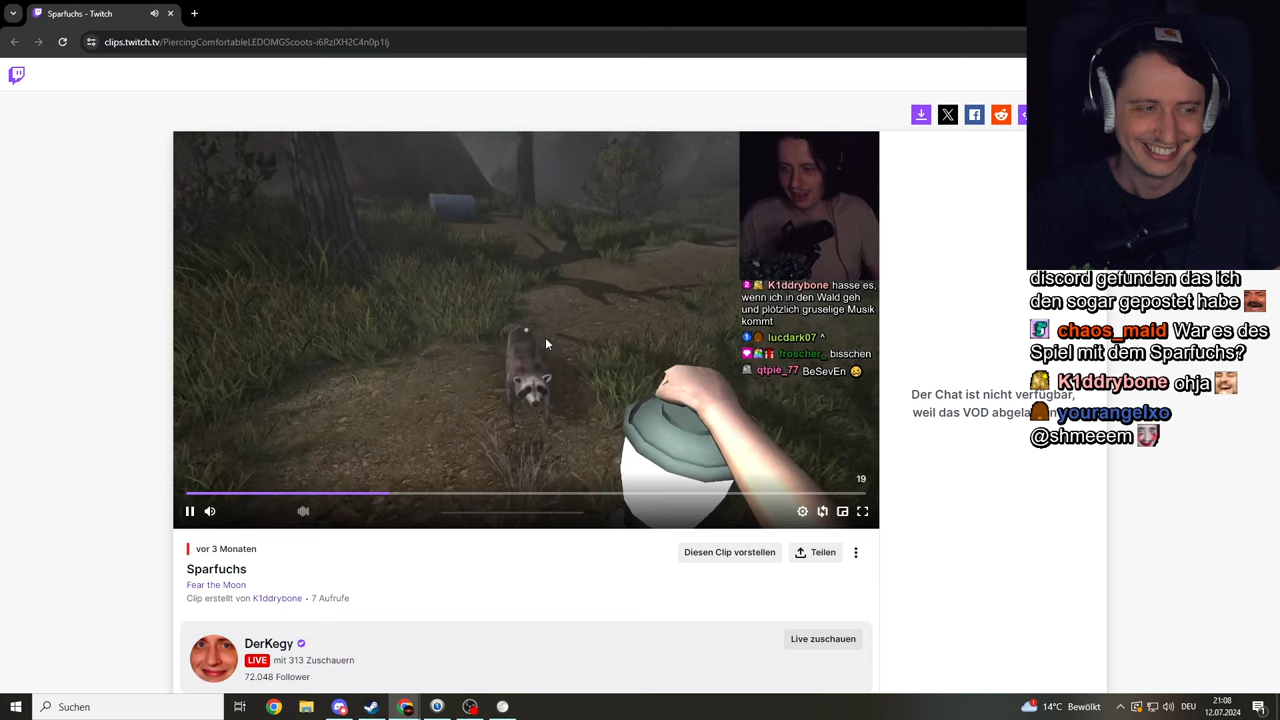 Sparfuchs - Twitch
clips.twitch.tv/PiercingComfortableLEDOMGScoots-i6RzIXH2C4n0p1Ij
K1ddrybone hasse es,
wenn ich in den Wald geh
und plötzlich gruselige Musik
kommt
lucdark07 ^
froscher_ bisschen
qtpie_77 BeSevEn
19
discord gefunden das ich
den sogar gepostet habe
chaos_maid War es des
Spiel mit dem Sparfuchs?
K1ddrybone ohja
yourangelxo
@shmeeem
Der Chat ist nicht verfügbar,
weil das VOD
vor 3 Monaten
Diesen Clip vorstellen
Teilen
Sparfuchs
Fear the Moon
Clip erstellt von K1ddrybone • 7 Aufrufe
DerKegy
Live zuschauen
LIVE mit 313 Zuschauern
72.048 Follower
Suchen
14°C Bewölkt
DEU
21:08
12.07.2024